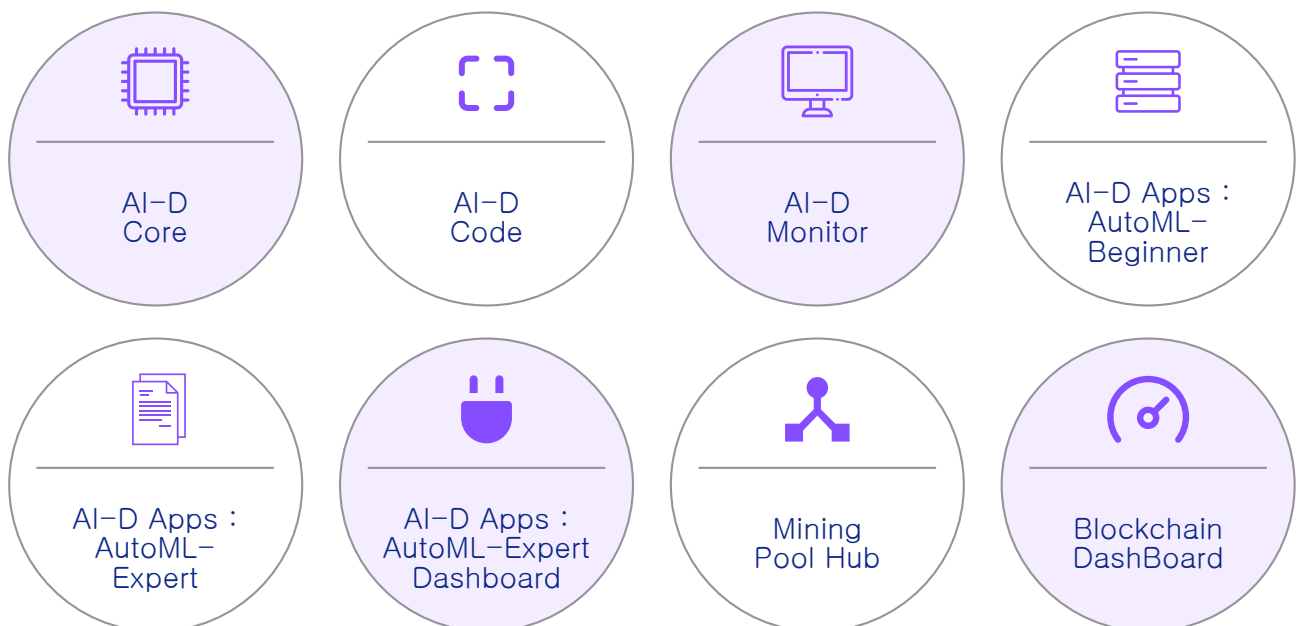 AI-D
Core
AI-D
Code
AI-D
Monitor
AI-D Apps :
AutoML-
Beginner
AI-D Apps :
AutoML-
Expert
AI-D Apps :
AutoML-Expert
Dashboard
Mining
Pool Hub
Blockchain
DashBoard